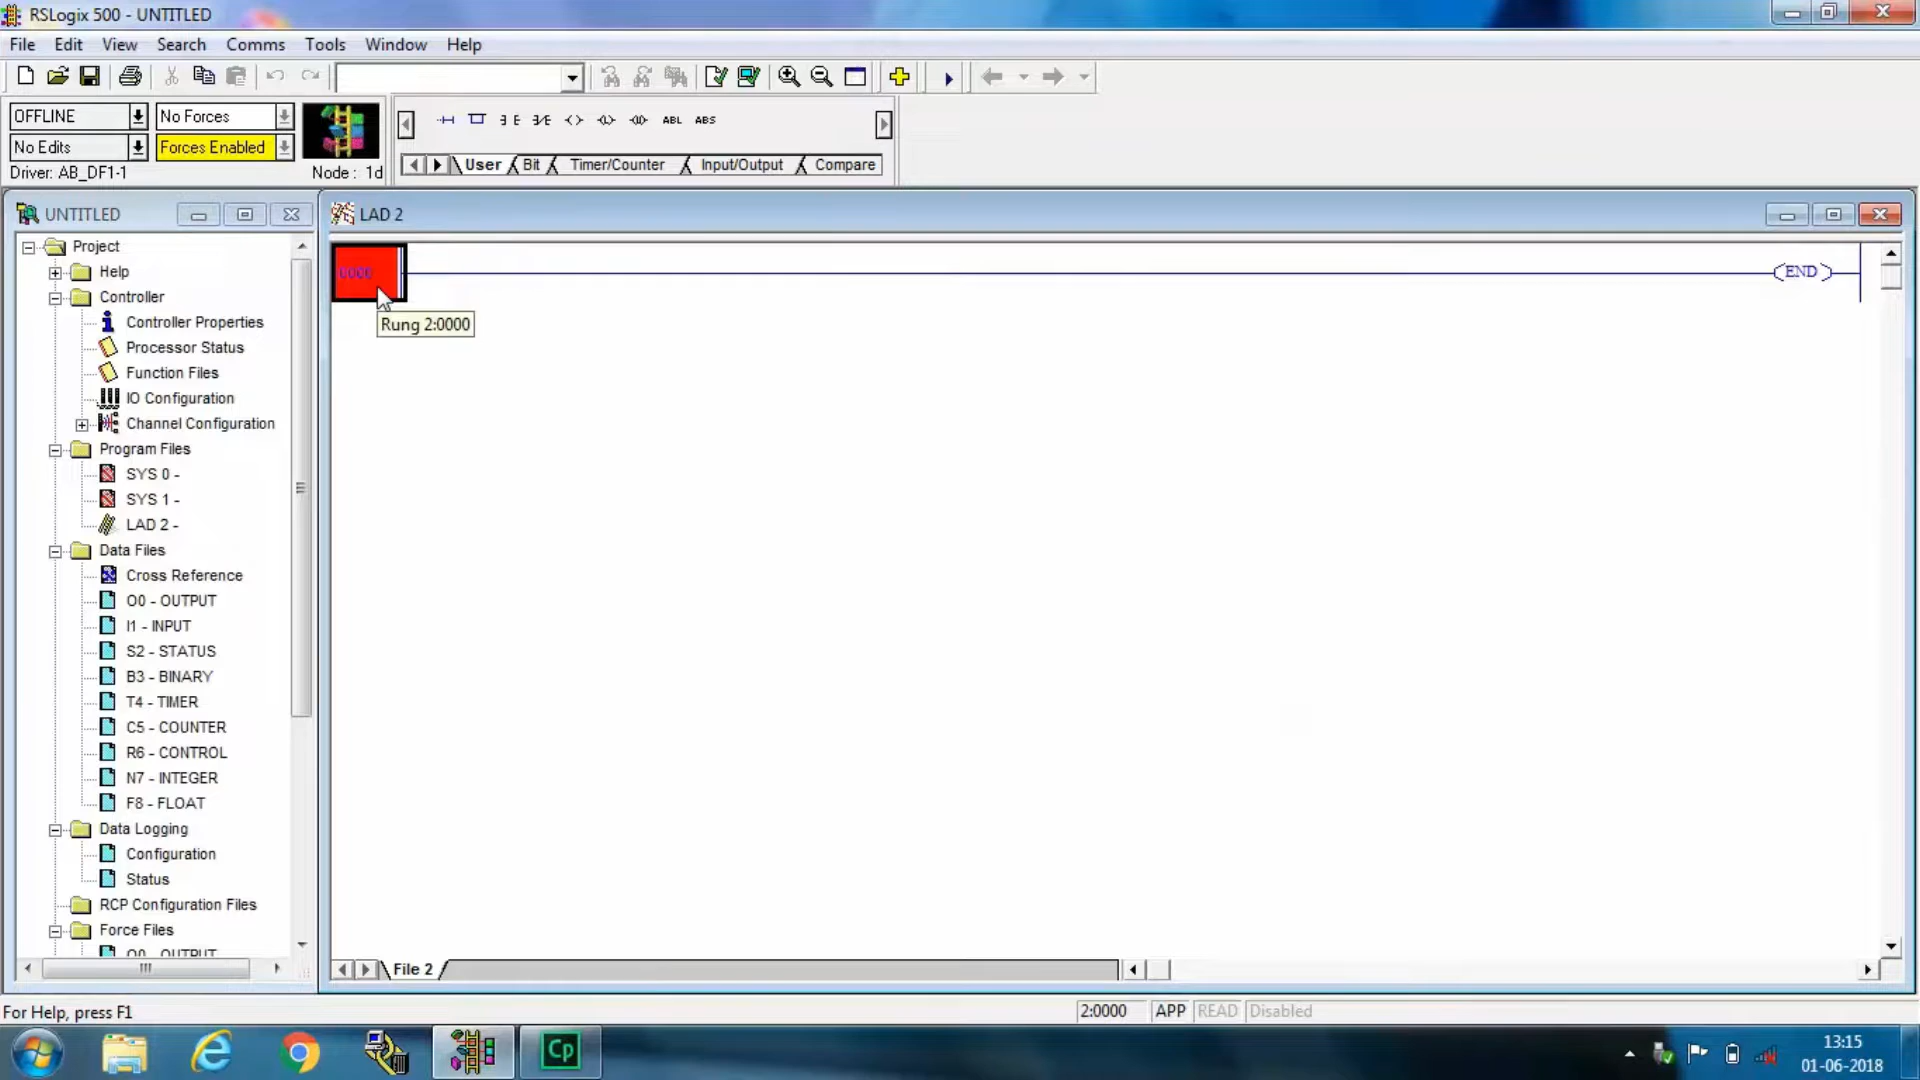 RSLogix 500 - UNTITLED
File Edit View Search Comms Tools Window Help
OFFLINE No Forces
No Edits Forces Enabled
Driver: AB_DF1-1 Node : 1d
ABL ABS
User Bit Timer/Counter Input/Output Compare
UNTITLED
Project
Help
Controller
Controller Properties
Processor Status
Function Files
IO Configuration
Channel Configuration
Program Files
SYS 0 -
SYS 1 -
LAD 2 -
Data Files
Cross Reference
O0 - OUTPUT
I1 - INPUT
S2 - STATUS
B3 - BINARY
T4 - TIMER
C5 - COUNTER
R6 - CONTROL
N7 - INTEGER
F8 - FLOAT
Data Logging
Configuration
Status
RCP Configuration Files
Force Files
O0 - OUTPUT
LAD 2
0000
END
Rung 2:0000
File 2
For Help, press F1
2:0000 APP READ Disabled
Cp
13:15
01-06-2018